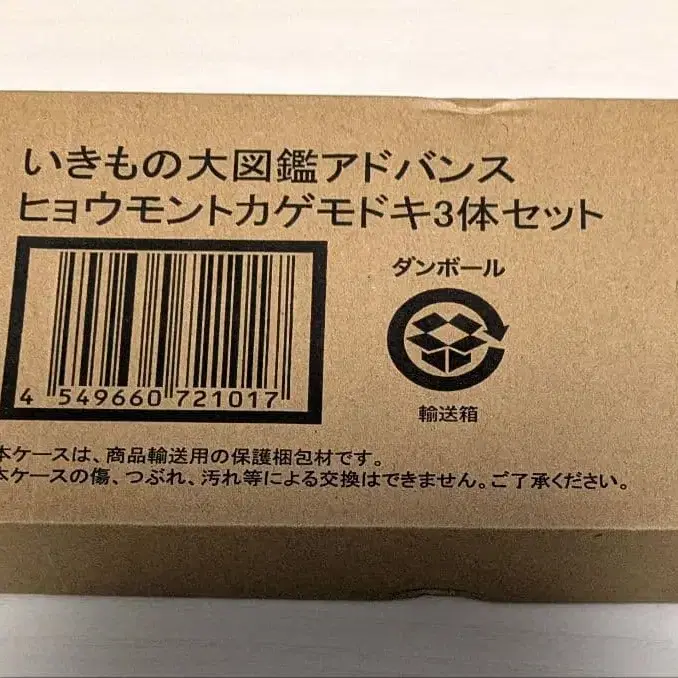 いきもの大図鑑アドバンス
ヒョウモントカゲモドキ3体セット
ダンボール
4 549660 721017
輸送箱
本ケースは、商品輸送用の保護梱包材です。
本ケースの傷、つぶれ、汚れ等による交換はできません。ご了承ください。